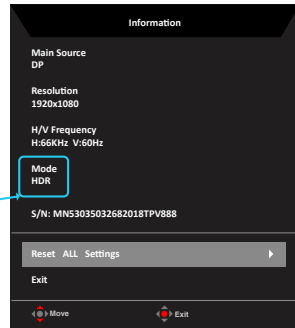 Information
Main Source
DP
Resolution
1920x1080
H/V Frequency
H:66KHz V:60Hz
Mode
HDR
S/N: MN53035032682018TPV888
Reset ALL Settings
Exit
Move Exit